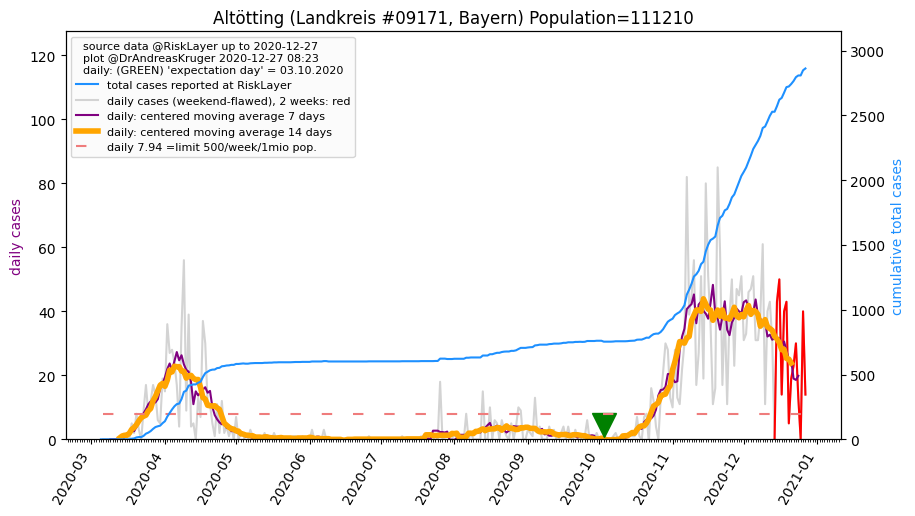 Altötting (Landkreis #09171, Bayern) Population=111210
source data @RiskLayer up to 2020-12-27
plot @DrAndreasKruger 2020-12-27 08:23
daily: (GREEN) 'expectation day' = 03.10.2020
total cases reported at RiskLayer
daily cases (weekend-flawed), 2 weeks: red
daily: centered moving average 7 days
daily: centered moving average 14 days
daily 7.94 =limit 500/week/1mio pop.
daily cases
120
100
80
60
40
20
0
3000
2500
2000
1500
1000
500
0
cumulative total cases
2020-03
2020-04
2020-05
2020-06
2020-07
2020-08
2020-09
2020-10
2020-11
2020-12
2021-01